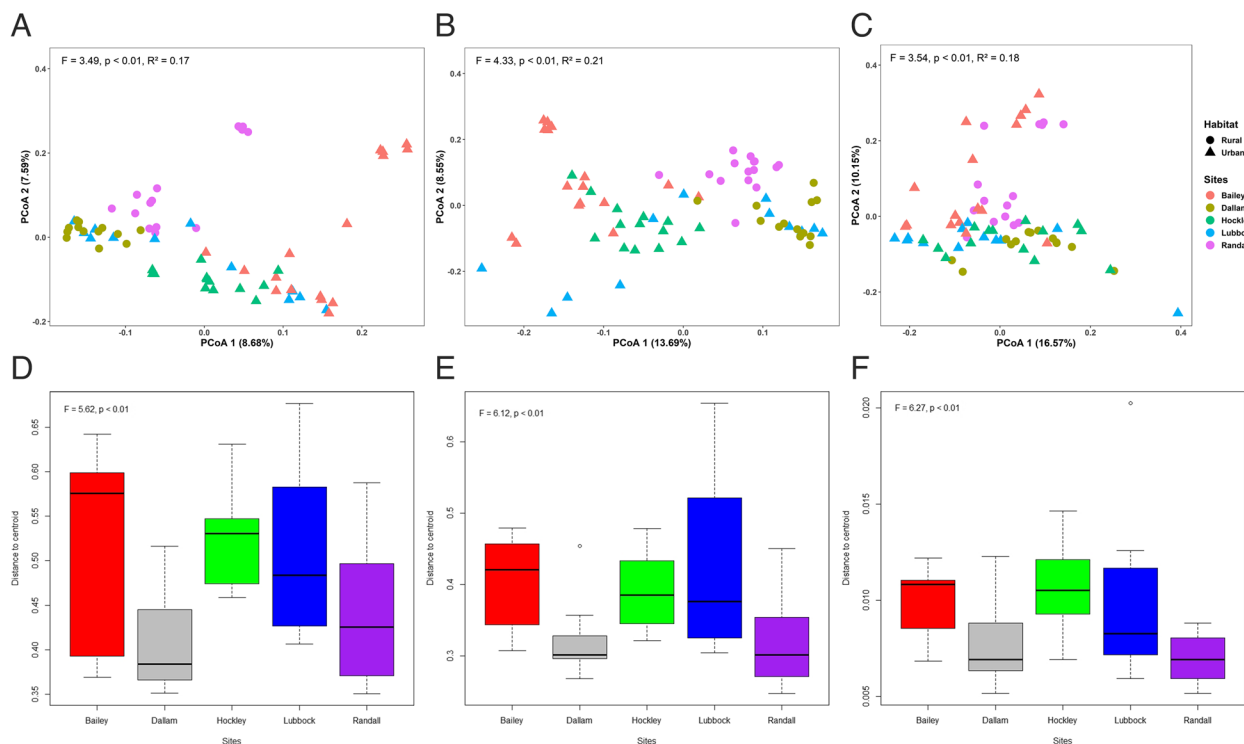 A
B
C
F = 3.49, p < 0.01, R² = 0.17
F = 4.33, p < 0.01, R² = 0.21
F = 3.54, p < 0.01, R² = 0.18
0.4
0.2
0.0
-0.2
PCoA 2 (7.59%)
-0.1
0.0
0.1
0.2
PCoA 1 (8.68%)
0.4
0.2
0.0
-0.2
PCoA 2 (8.55%)
-0.2
-0.1
0.0
0.1
PCoA 1 (13.69%)
0.4
0.2
0.0
-0.2
PCoA 2 (10.15%)
-0.2
0.0
0.2
0.4
PCoA 1 (16.57%)
Habitat
Rural
Urban
Sites
Bailey
Dallam
Hockle
Lubbo
Randa
D
E
F
F = 5.62, p < 0.01
F = 6.12, p < 0.01
F = 6.27, p < 0.01
0.65
0.60
0.55
0.50
0.45
0.40
0.35
Distance to centroid
Bailey
Dallam
Hockley
Lubbock
Randall
Sites
0.6
0.5
0.4
0.3
Distance to centroid
Bailey
Dallam
Hockley
Lubbock
Randall
Sites
0.020
0.015
0.010
0.005
Distance to centroid
Bailey
Dallam
Hockley
Lubbock
Randall
Sites